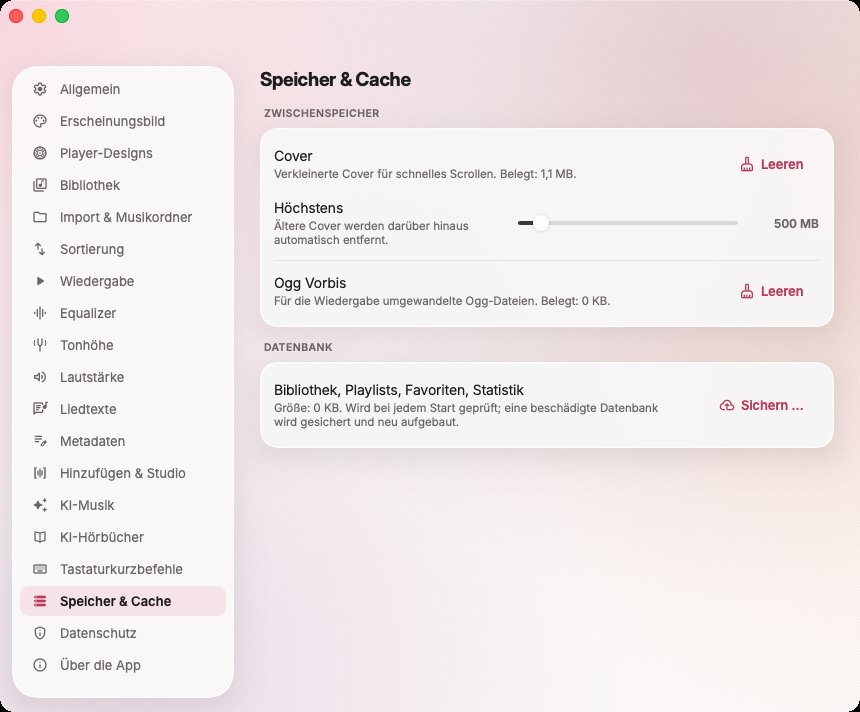 Allgemein
Erscheinungsbild
Player-Designs
Bibliothek
Import & Musikordner
Sortierung
Wiedergabe
Equalizer
Tonhöhe
Lautstärke
Liedtexte
Metadaten
Hinzufügen & Studio
KI-Musik
KI-Hörbücher
Tastaturkurzbefehle
Speicher & Cache
Datenschutz
Über die App
Speicher & Cache
ZWISCHENSPEICHER
Cover
Verkleinerte Cover für schnelles Scrollen. Belegt: 1,1 MB.
Leeren
Höchstens
Ältere Cover werden darüber hinaus
automatisch entfernt.
500 MB
Ogg Vorbis
Für die Wiedergabe umgewandelte Ogg-Dateien. Belegt: 0 KB.
Leeren
DATENBANK
Bibliothek, Playlists, Favoriten, Statistik
Größe: 0 KB. Wird bei jedem Start geprüft; eine beschädigte Datenbank
wird gesichert und neu aufgebaut.
Sichern ...